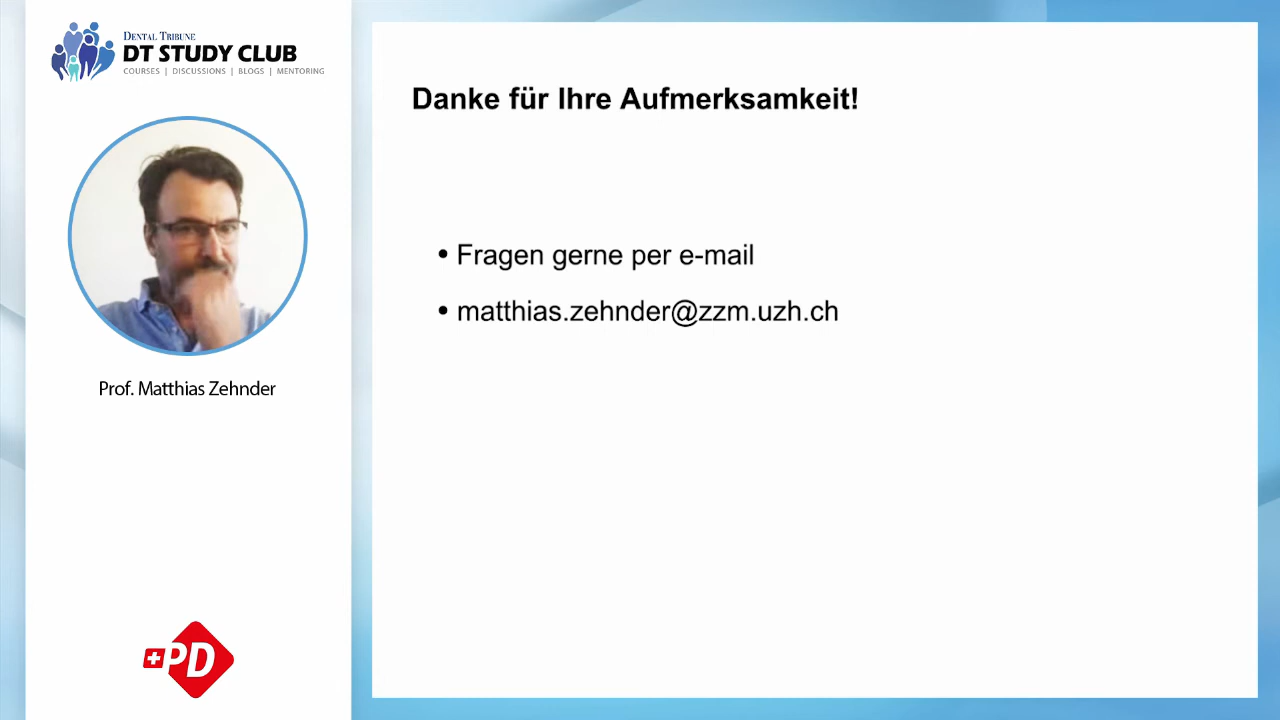 DENTAL TRIBUNE
DT STUDY CLUB
COURSES | DISCUSSIONS | BLOGS | MENTORING
Prof. Matthias Zehnder
PD
Danke für Ihre Aufmerksamkeit!
• Fragen gerne per e-mail
• matthias.zehnder@zzm.uzh.ch